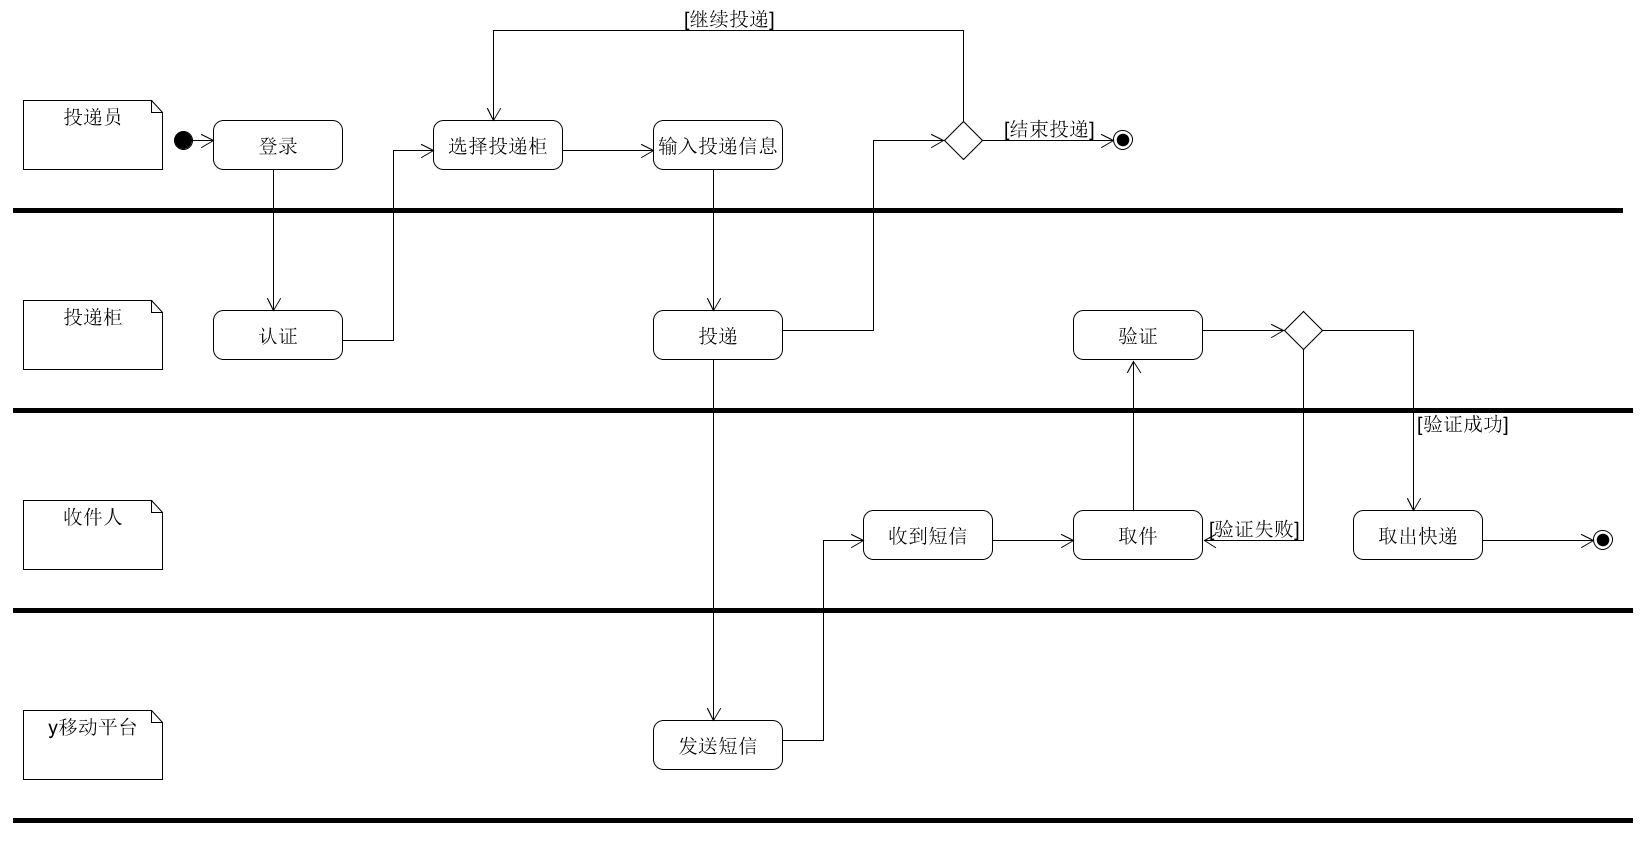 [继续投递]
投递员
登录
选择投递柜
输入投递信息
[结束投递]
投递柜
认证
投递
验证
[验证成功]
收件人
收到短信
取件
[验证失败]
取出快递
y移动平台
发送短信